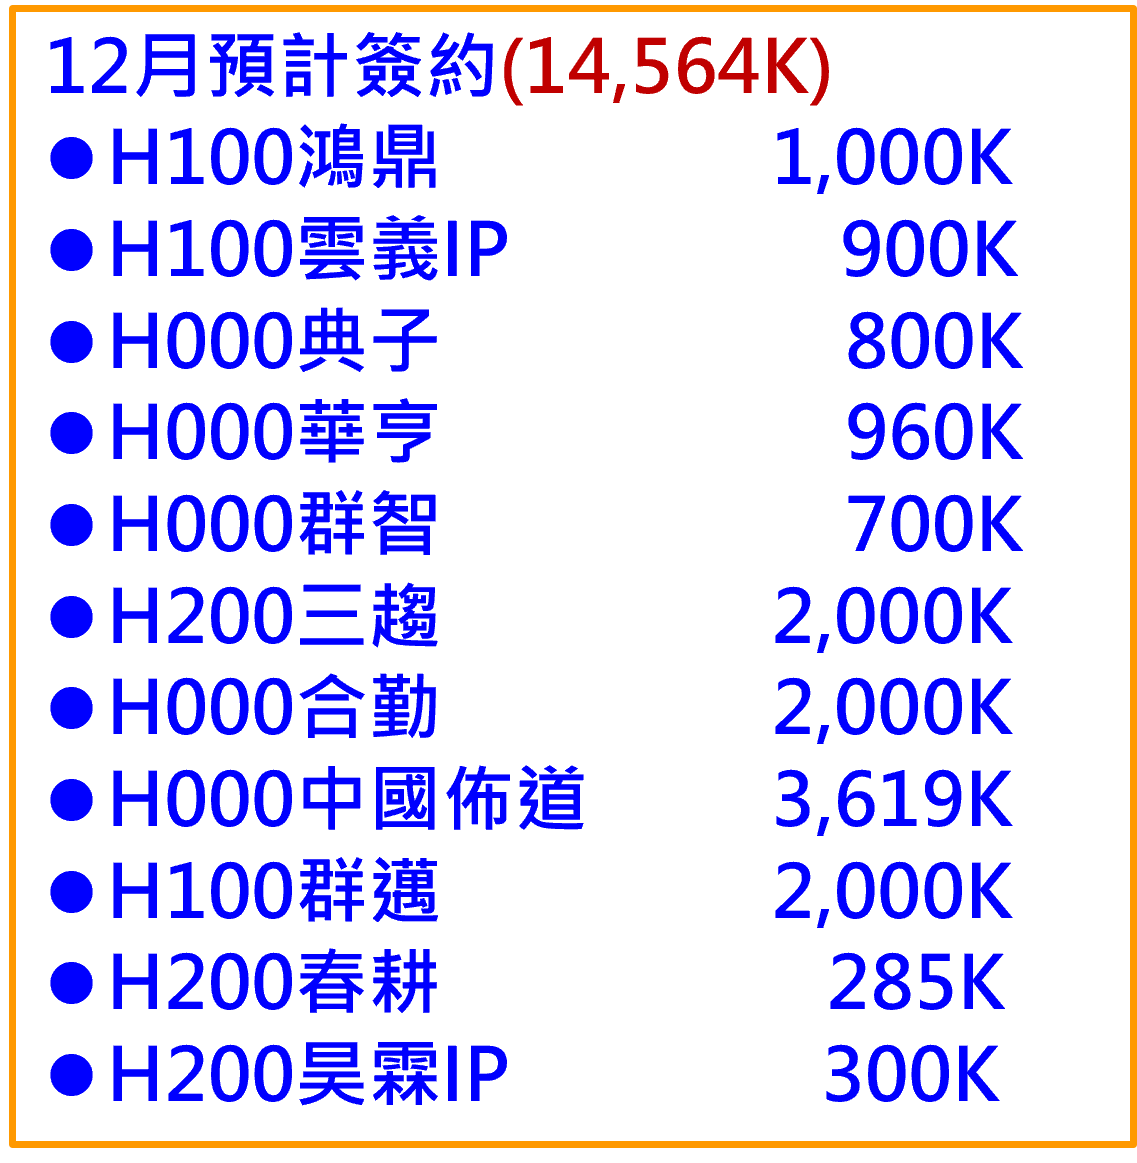 12月預計簽約(14,564K)
●H100鴻鼎 1,000K
●H100雲義IP 900K
●H000典子 800K
●H000華亨 960K
●H000群智 700K
●H200三趨 2,000K
●H000合勤 2,000K
●H000中國佈道 3,619K
●H100群邁 2,000K
●H200春耕 285K
●H200昊霖IP 300K